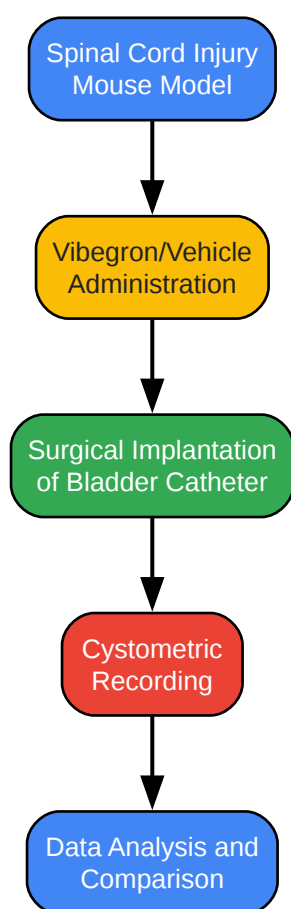 Spinal Cord Injury
Mouse Model
Vibegron/Vehicle
Administration
Surgical Implantation
of Bladder Catheter
Cystometric
Recording
Data Analysis and
Comparison